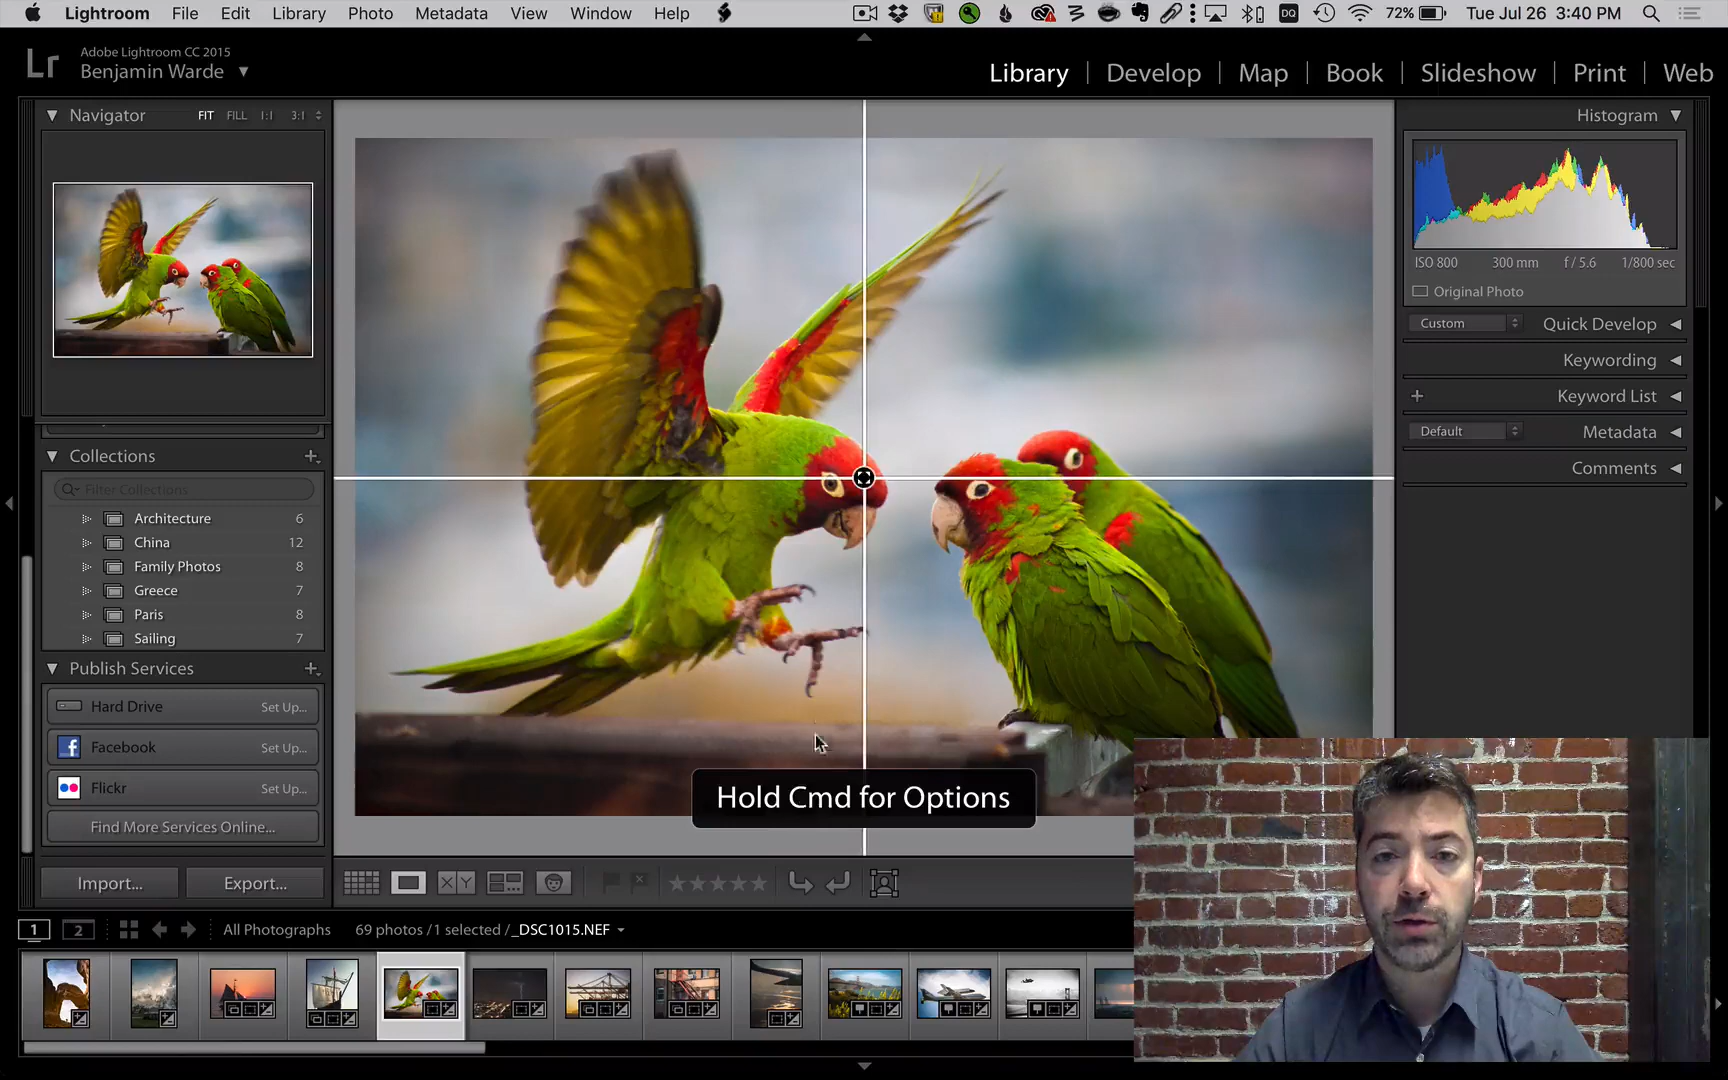 Lightroom File Edit Library Photo Metadata View Window Help
DQ 72% Tue Jul 26 3:40 PM
Lr Adobe Lightroom CC 2015
Benjamin Warde
Library | Develop | Map | Book | Slideshow | Print | Web
Navigator FIT FILL 1:1 3:1
Histogram
ISO 800 300 mm f / 5.6 1/800 sec
Original Photo
Custom Quick Develop
Keywording
Keyword List
Default Metadata
Comments
Collections
Filter Collections
Architecture 6
China 12
Family Photos 8
Greece 7
Paris 8
Sailing 7
Publish Services
Hard Drive Set Up...
Facebook Set Up...
Flickr Set Up...
Find More Services Online...
Import... Export...
Hold Cmd for Options
X Y
1 2 All Photographs 69 photos / 1 selected / _DSC1015.NEF